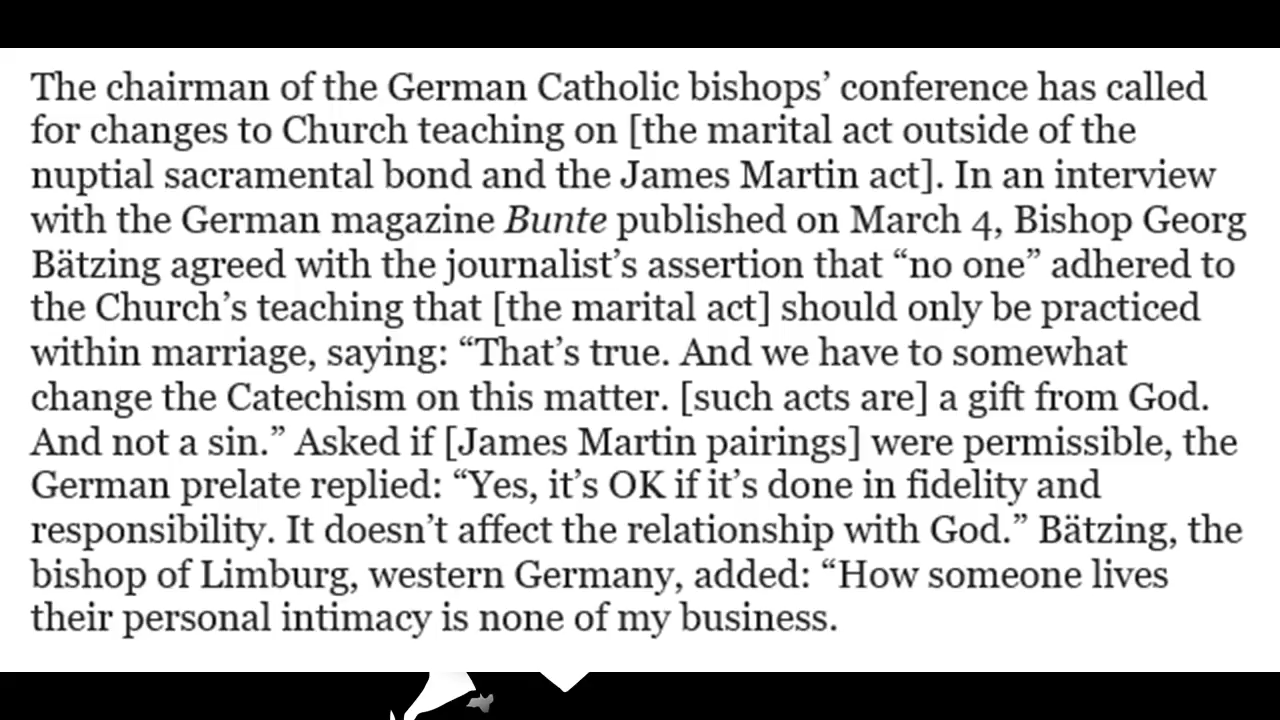 The chairman of the German Catholic bishops’ conference has called
for changes to Church teaching on [the marital act outside of the
nuptial sacramental bond and the James Martin act]. In an interview
with the German magazine Bunte published on March 4, Bishop Georg
Bätzing agreed with the journalist’s assertion that “no one” adhered to
the Church’s teaching that [the marital act] should only be practiced
within marriage, saying: “That’s true. And we have to somewhat
change the Catechism on this matter. [such acts are] a gift from God.
And not a sin.” Asked if [James Martin pairings] were permissible, the
German prelate replied: “Yes, it’s OK if it’s done in fidelity and
responsibility. It doesn’t affect the relationship with God.” Bätzing, the
bishop of Limburg, western Germany, added: “How someone lives
their personal intimacy is none of my business.